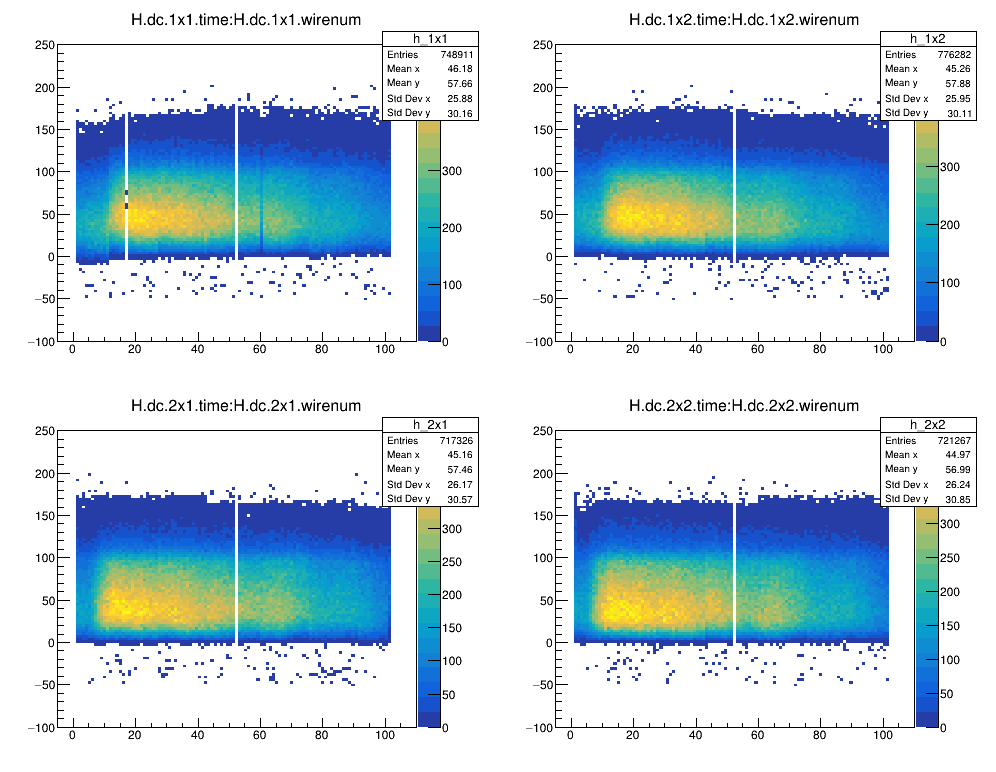 H.dc.1x1.time:H.dc.1x1.wirenum
h_1x1
Entries 748911
Mean x 46.18
Mean y 57.66
Std Dev x 25.88
Std Dev y 30.16
250
200
150
100
50
0
−50
−100
0 20 40 60 80 100
300
200
100
0
H.dc.1x2.time:H.dc.1x2.wirenum
h_1x2
Entries 776282
Mean x 45.26
Mean y 57.88
Std Dev x 25.95
Std Dev y 30.11
250
200
150
100
50
0
−50
−100
0 20 40 60 80 100
300
200
100
0
H.dc.2x1.time:H.dc.2x1.wirenum
h_2x1
Entries 717326
Mean x 45.16
Mean y 57.46
Std Dev x 26.17
Std Dev y 30.57
250
200
150
100
50
0
−50
−100
0 20 40 60 80 100
300
250
200
150
100
50
0
H.dc.2x2.time:H.dc.2x2.wirenum
h_2x2
Entries 721267
Mean x 44.97
Mean y 56.99
Std Dev x 26.24
Std Dev y 30.85
250
200
150
100
50
0
−50
−100
0 20 40 60 80 100
300
250
200
150
100
50
0